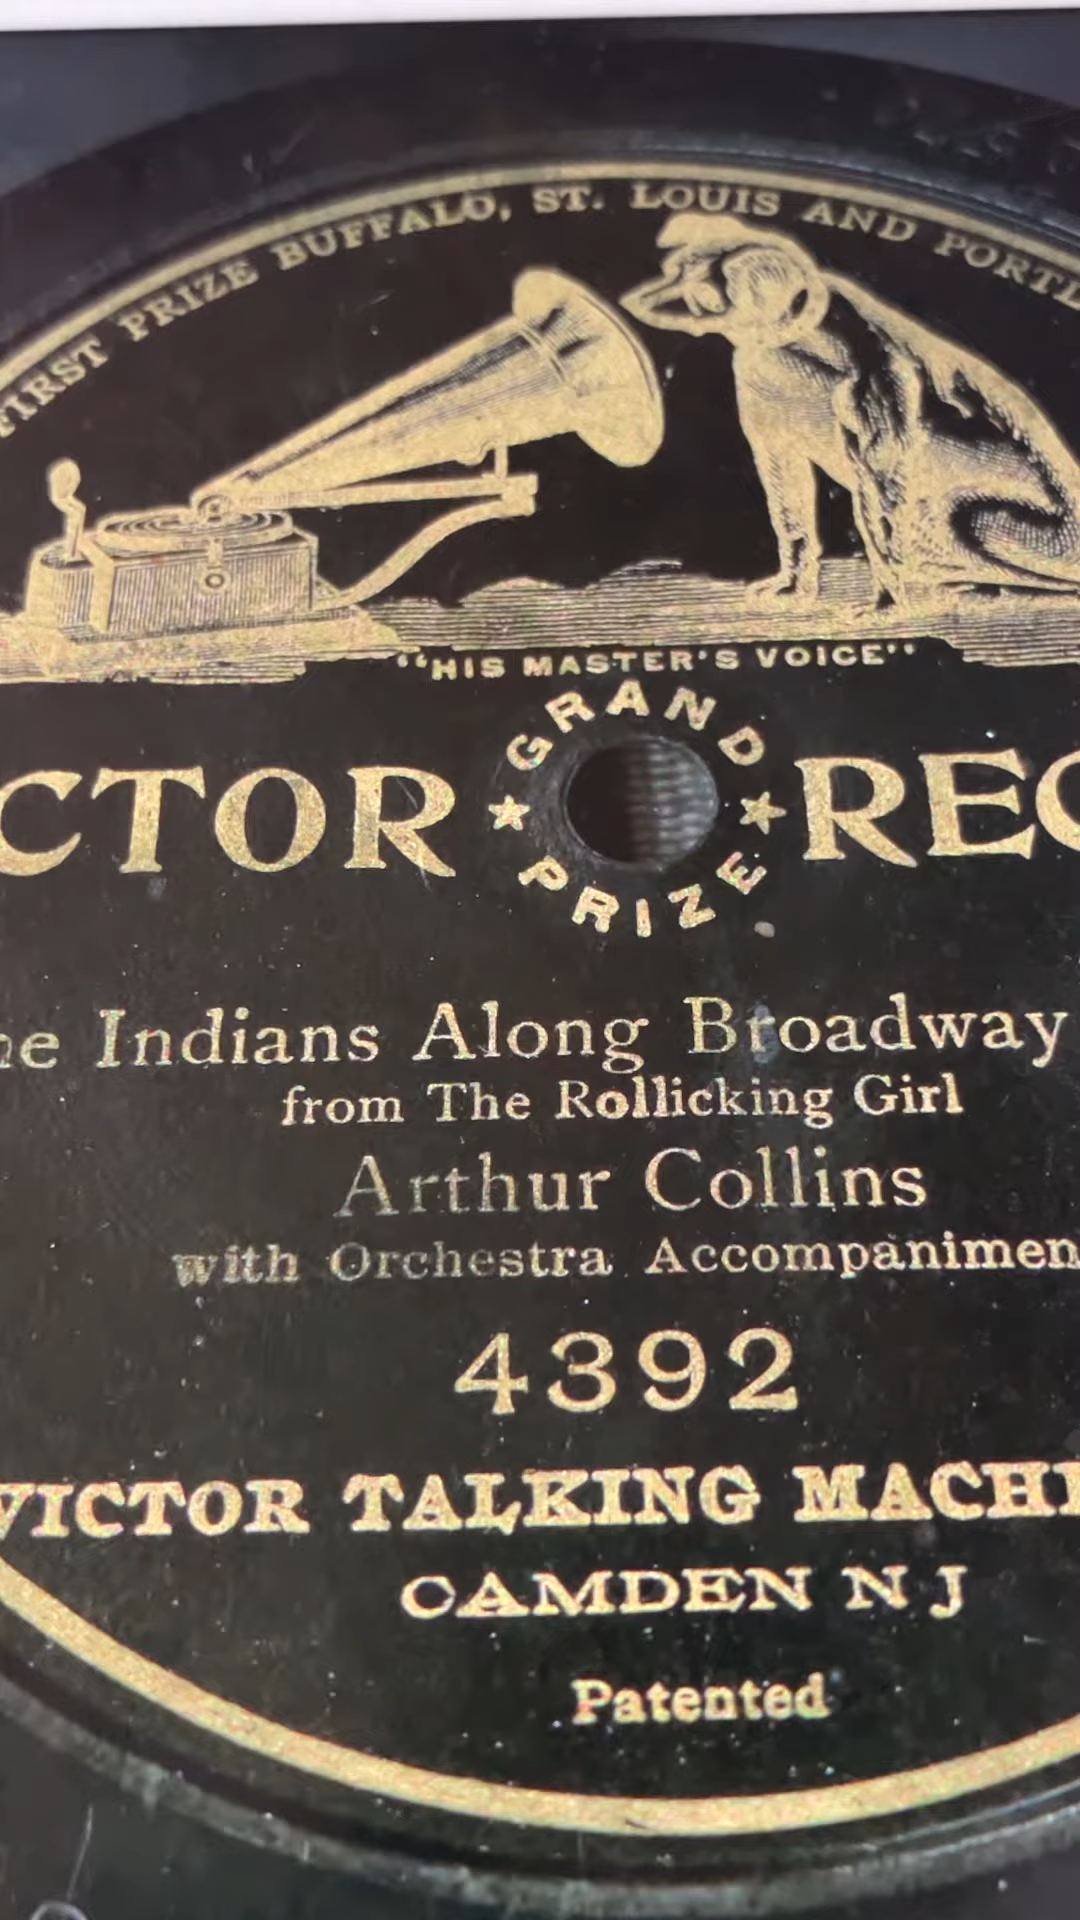 FIRST PRIZE BUFFALO, ST. LOUIS AND PORTL
"HIS MASTER'S VOICE"
GRAND PRIZE
CTOR REC
he Indians Along Broadway
from The Rollicking Girl
Arthur Collins
with Orchestra Accompanimen
4392
VICTOR TALKING MACHI
CAMDEN N J
Patented